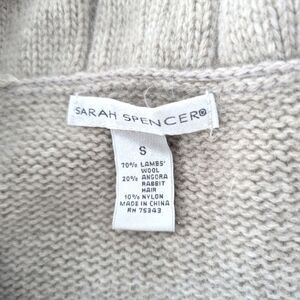 SARAH SPENCER®
S
70% LAMBS'
WOOL
20% ANGORA
RABBIT
HAIR
10% NYLON
MADE IN CHINA
RN 75343